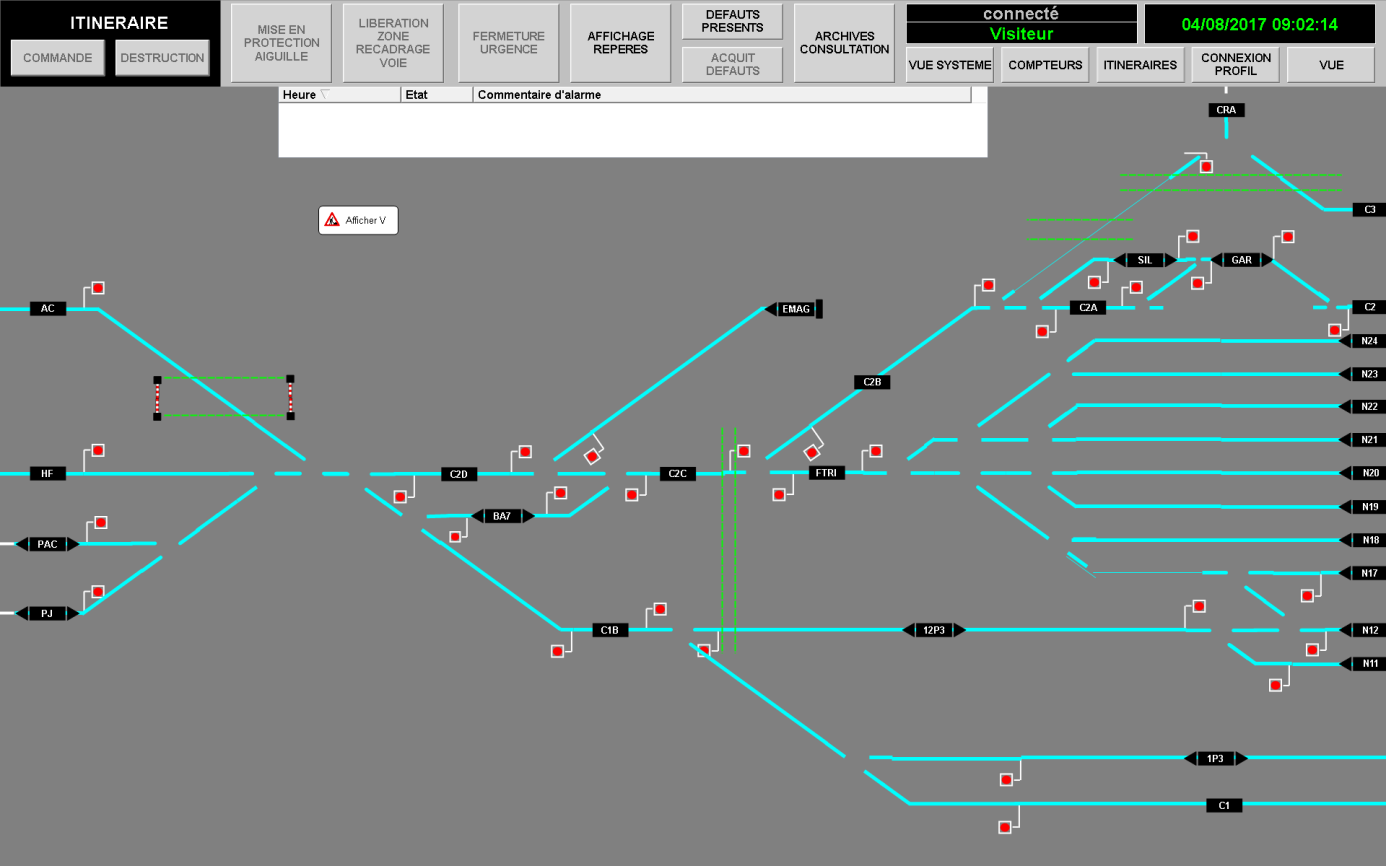 ITINERAIRE
COMMANDE
DESTRUCTION
MISE EN
PROTECTION
AIGUILLE
LIBERATION
ZONE
RECADRAGE
VOIE
FERMETURE
URGENCE
AFFICHAGE
REPERES
DEFAUTS
PRESENTS
ACQUIT
DEFAUTS
ARCHIVES
CONSULTATION
connecté
Visiteur
04/08/2017 09:02:14
VUE SYSTEME
COMPTEURS
ITINERAIRES
CONNEXION
PROFIL
VUE
Heure
Etat
Commentaire d'alarme
CRA
C3
Afficher V
SIL
GAR
AC
EMAG
C2A
C2
N24
N23
C2B
N22
N21
HF
C2D
C2C
FTRI
N20
N19
BA7
N18
PAC
N17
PJ
C1B
12P3
N12
N11
1P3
C1